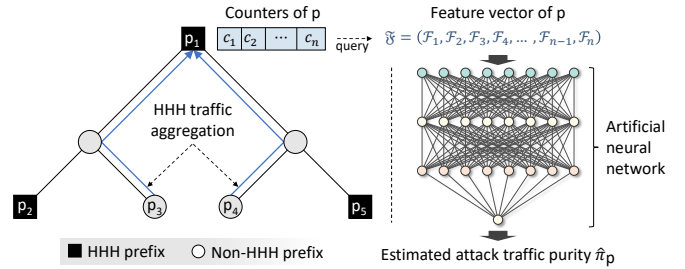 Counters of p
Feature vector of p
p₁
c₁ c₂ ⋯ cₙ
query
𝔉 = (ℱ₁, ℱ₂, ℱ₃, ℱ₄, … , ℱₙ₋₁, ℱₙ)
HHH traffic
aggregation
Artificial
neural
network
p₂
p₃
p₄
p₅
HHH prefix
Non-HHH prefix
Estimated attack traffic purity n̂ₚ